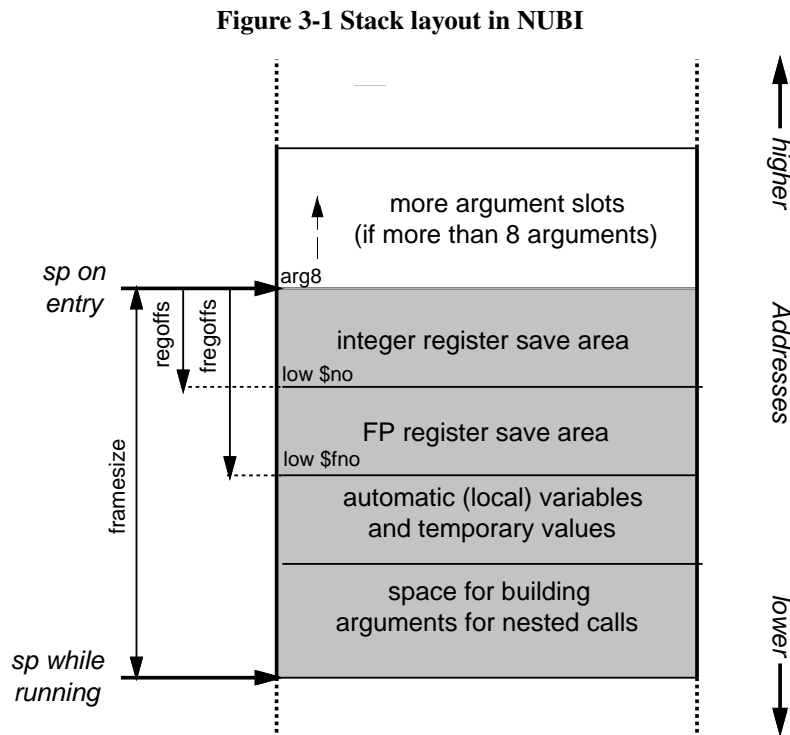 Figure 3-1 Stack layout in NUBI
higher
more argument slots
(if more than 8 arguments)
sp on
entry
arg8
regoffs
fregoffs
integer register save area
Addresses
low $no
FP register save area
low $fno
framesize
automatic (local) variables
and temporary values
space for building
arguments for nested calls
lower
sp while
running